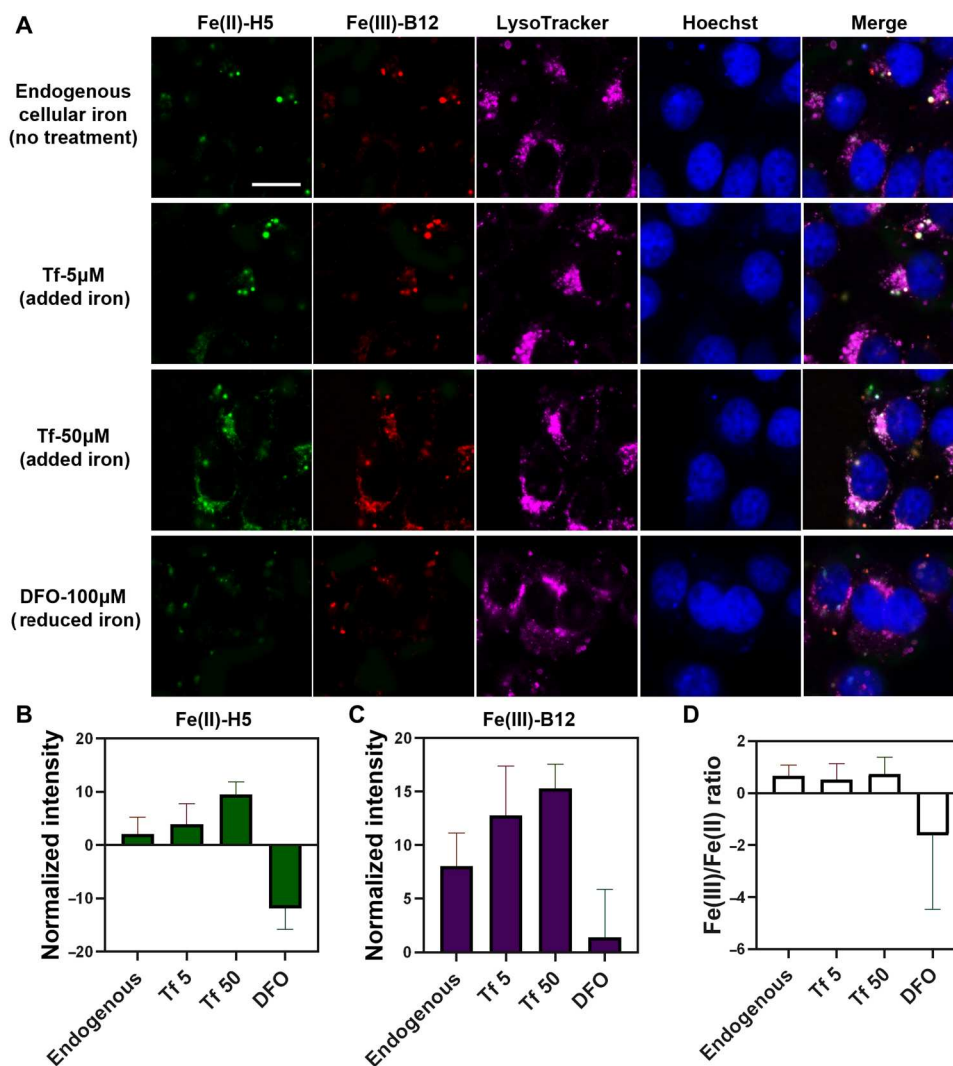 A
Fe(II)-H5 Fe(III)-B12 LysoTracker Hoechst Merge
Endogenous
cellular iron
(no treatment)
Tf-5µM
(added iron)
Tf-50µM
(added iron)
DFO-100µM
(reduced iron)
B
Fe(II)-H5
Normalized intensity
20
10
0
–10
–20
Endogenous
Tf 5
Tf 50
DFO
C
Fe(III)-B12
Normalized intensity
20
15
10
5
0
Endogenous
Tf 5
Tf 50
DFO
D
Fe(III)/Fe(II) ratio
2
0
–2
–4
–6
Endogenous
Tf 5
Tf 50
DFO